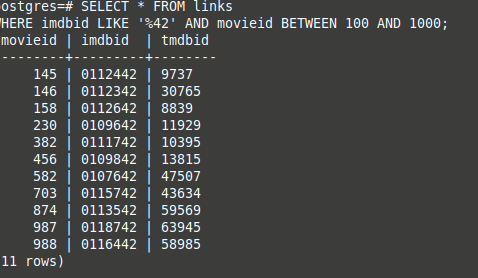 ostgres=# SELECT * FROM links
WHERE imdbid LIKE '%42' AND movieid BETWEEN 100 AND 1000;
movieid | imdbid | tmdbid
--------+---------+--------
145 | 0112442 | 9737
146 | 0112342 | 30765
158 | 0112642 | 8839
230 | 0109642 | 11929
382 | 0111742 | 10395
456 | 0109842 | 13815
582 | 0107642 | 47507
703 | 0115742 | 43634
874 | 0113542 | 59569
987 | 0118742 | 63945
988 | 0116442 | 58985
11 rows)